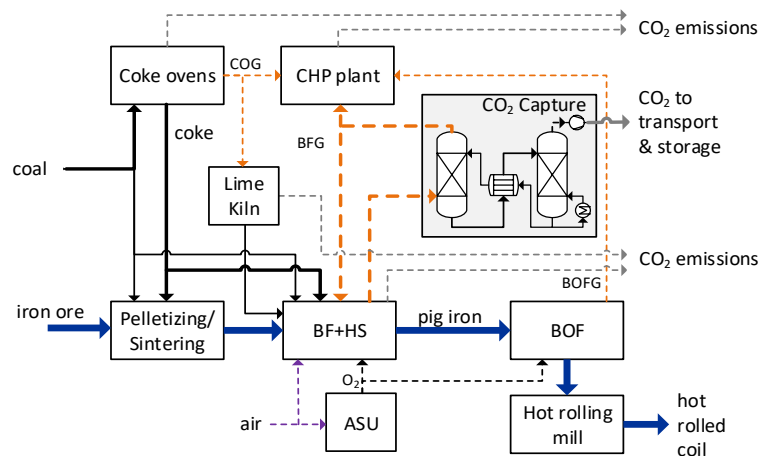 CO₂ emissions
Coke ovens
COG
CHP plant
CO₂ Capture
CO₂ to
transport
& storage
coke
BFG
coal
Lime
Kiln
M
CO₂ emissions
BOFG
iron ore
Pelletizing/
Sintering
BF+HS
pig iron
BOF
O₂
air
ASU
Hot rolling
mill
hot
rolled
coil